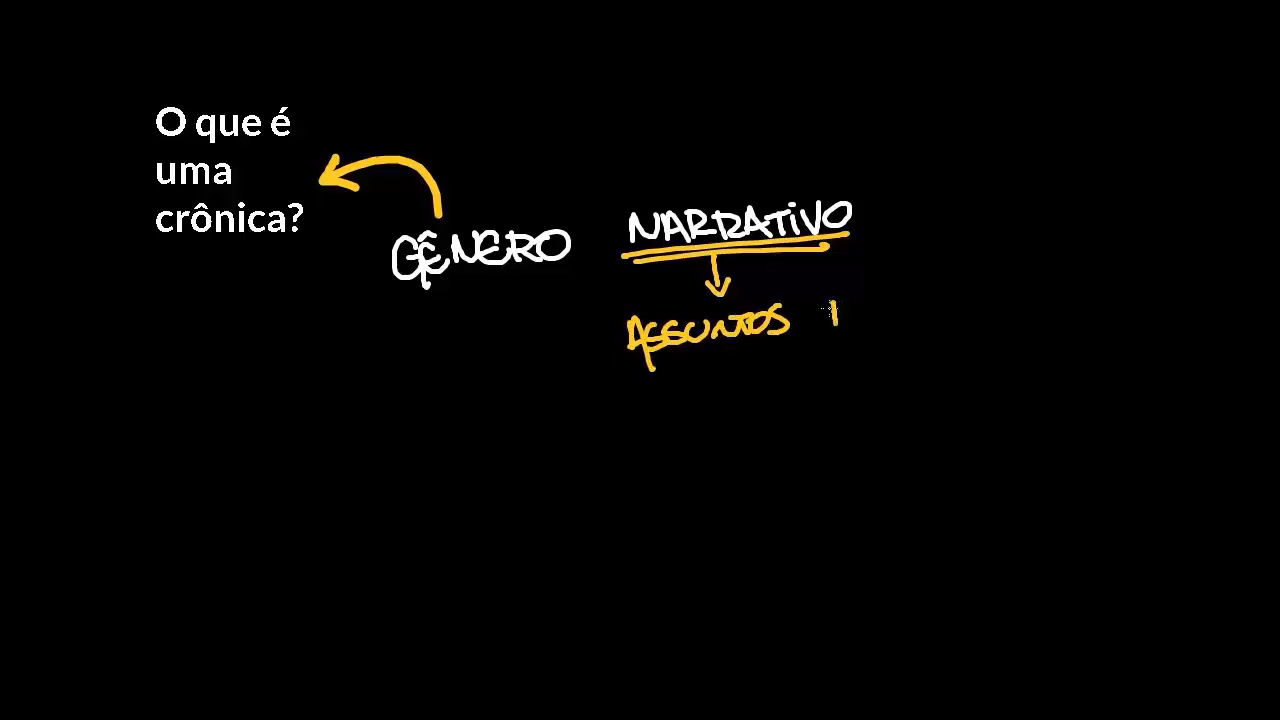 O que é
uma
crônica?
GÊNERO NARRATIVO
ASSUNTOS